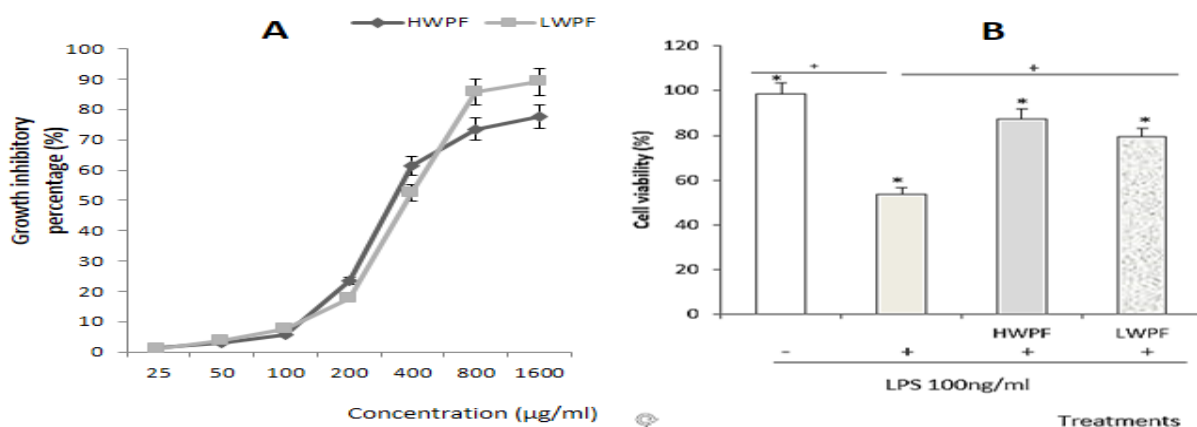 A
HWPF LWPF
Growth inhibitory
percentage (%)
100
90
80
70
60
50
40
30
20
10
0
25 50 100 200 400 800 1600
Concentration (µg/ml)
B
Cell viability (%)
120
100
80
60
40
20
0
+ +
* * * *
HWPF LWPF
- + + +
LPS 100ng/ml
Treatments